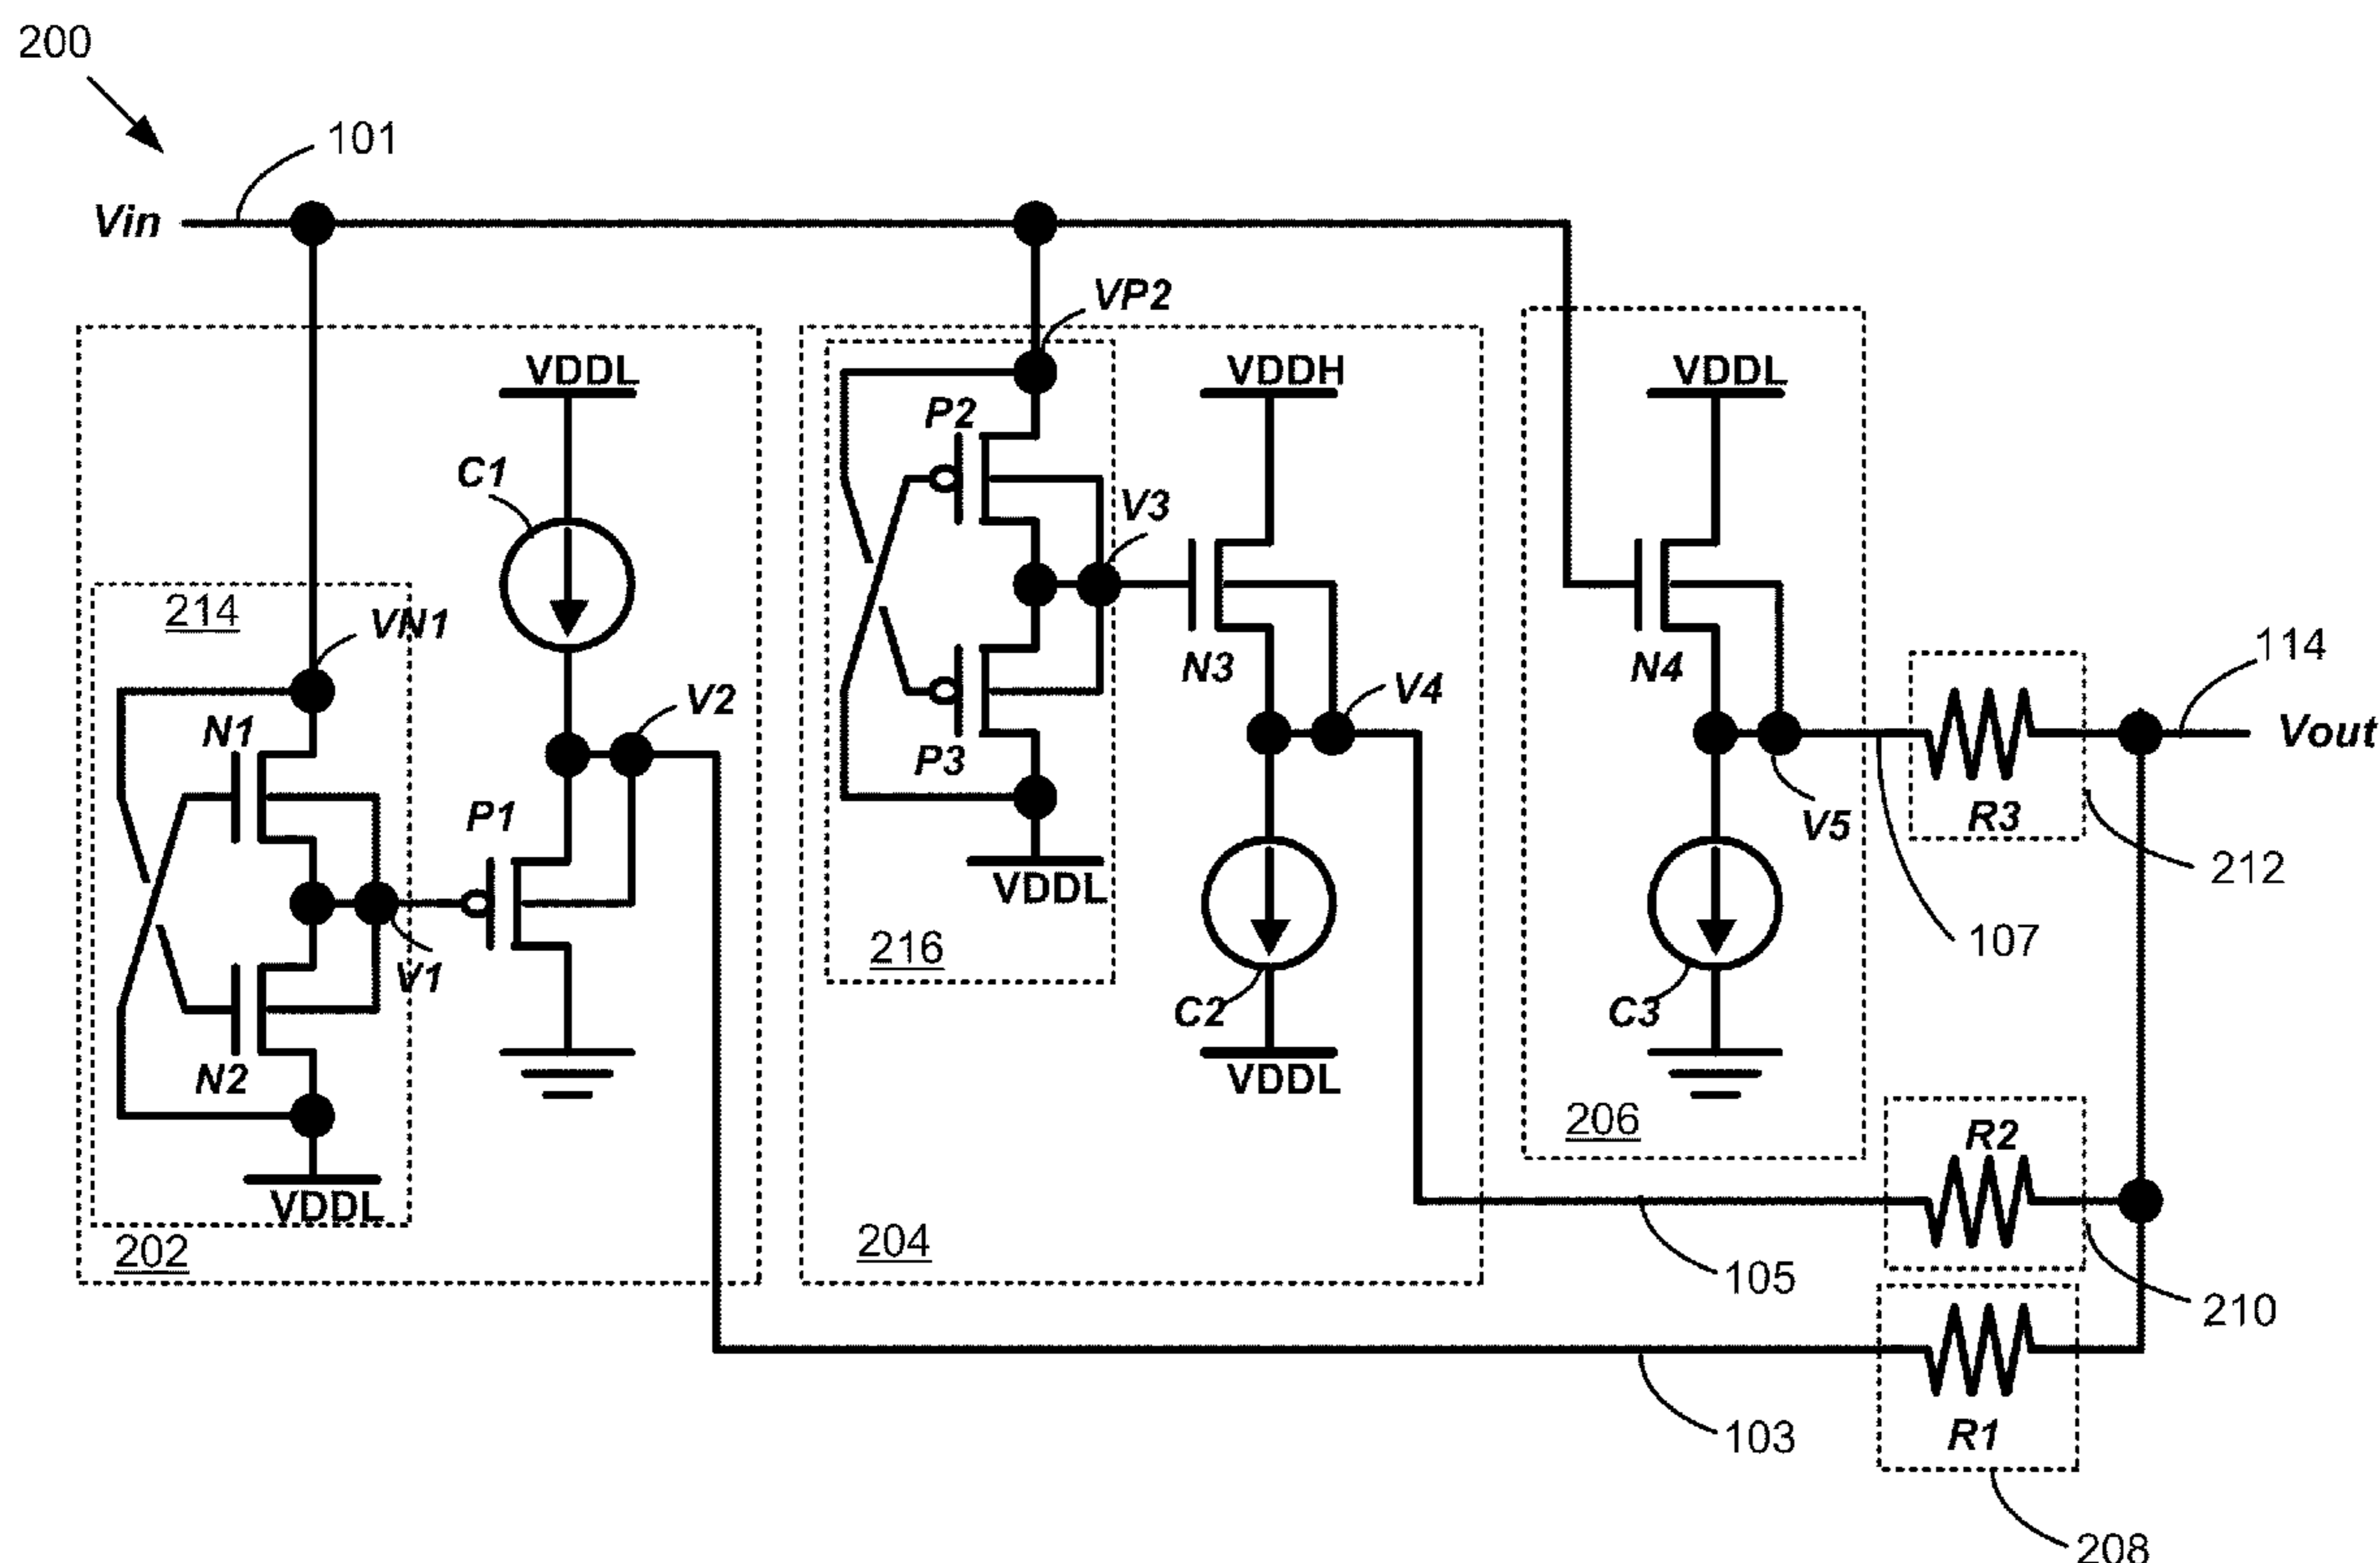 200
101
Vin
VP2
VDDL
VDDH
VDDL
P2
C1
V3
214
VN1
N3
N4
114
V2
V4
N1
Vout
P3
P1
V5
R3
212
VDDL
216
107
V1
C2
C3
N2
VDDL
206
R2
VDDL
202
204
105
210
103
R1
208